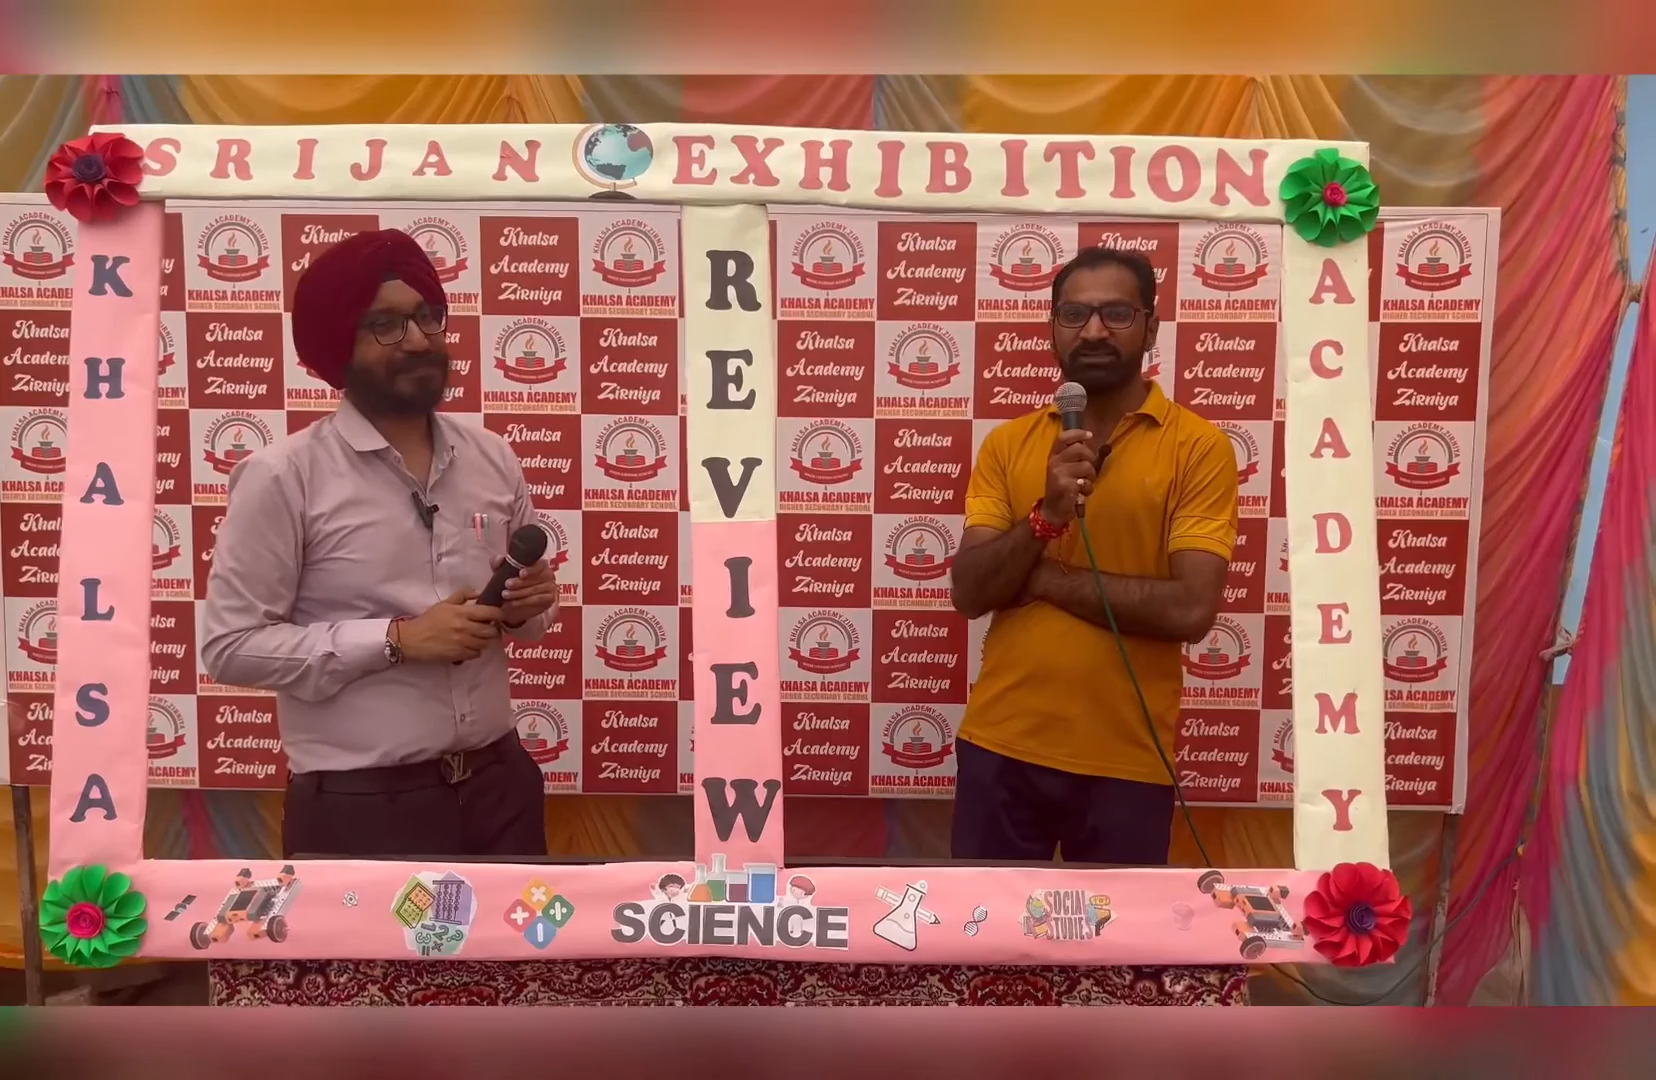 SRIJAN EXHIBITION
KHALSA
REVIEW
ACADEMY
SCIENCE
SOCIAL
STUDIES
Khalsa
Academy
Zirniya
KHALSA ACADEMY ZIRNIYA
KHALSA ACADEMY
HIGHER SECONDARY SCHOOL